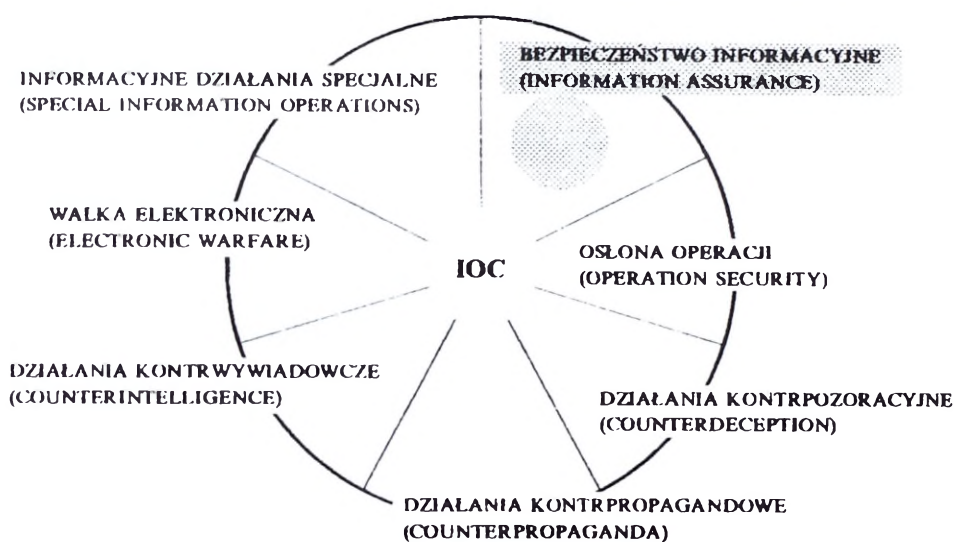 BEZPIECZEŃSTWO INFORMACYJNE
(INFORMATION ASSURANCE)
INFORMACYJNE DZIAŁANIA SPECJALNE
(SPECIAL INFORMATION OPERATIONS)
WALKA ELEKTRONICZNA
(ELECTRONIC WARFARE)
OSŁONA OPERACJI
(OPERATION SECURITY)
IOC
DZIAŁANIA KONTRWYWIADOWCZE
(COUNTERINTELLIGENCE)
DZIAŁANIA KONTRPOZORACYJNE
(COUNTERDECEPTION)
DZIAŁANIA KONTRPROPAGANDOWE
(COUNTERPROPAGANDA)